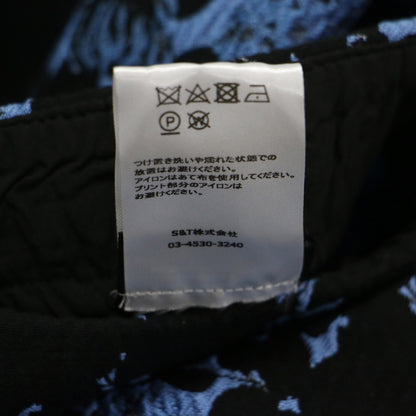 P W
つけ置き洗いや濡れた状態での
放置はお避けください。
アイロンはあて布を使用してください。
プリント部分のアイロンは
お避けください。
S&T株式会社
03-4530-3240